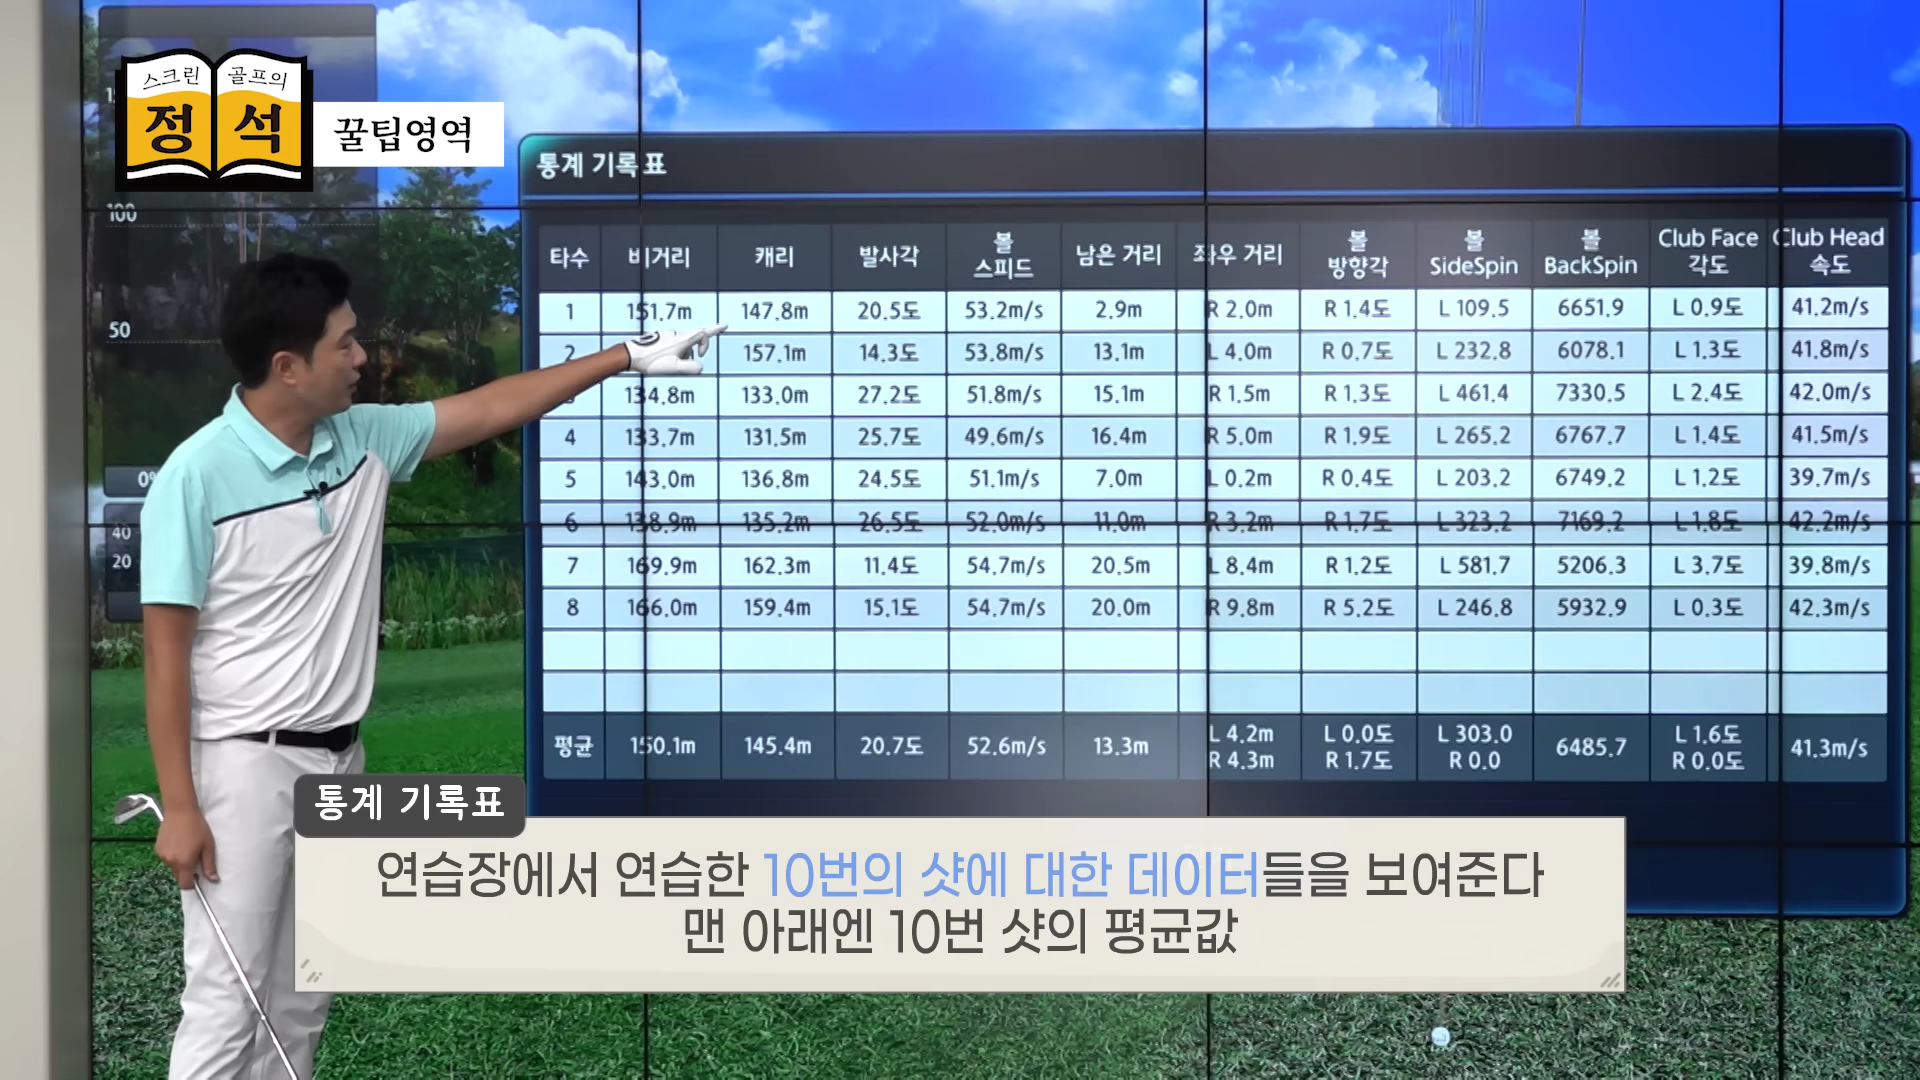 스크린 골프의
정석
꿀팁영역
통계 기록표
타수 비거리 캐리 발사각 볼 스피드 남은 거리 좌우 거리 볼 방향각 볼 SideSpin 볼 BackSpin Club Face 각도 Club Head 속도
1 151.7m 147.8m 20.5도 53.2m/s 2.9m R 2.0m R 1.4도 L 109.5 6651.9 L 0.9도 41.2m/s
2 157.1m 14.3도 53.8m/s 13.1m L 4.0m R 0.7도 L 232.8 6078.1 L 1.3도 41.8m/s
134.8m 133.0m 27.2도 51.8m/s 15.1m R 1.5m R 1.3도 L 461.4 7330.5 L 2.4도 42.0m/s
4 133.7m 131.5m 25.7도 49.6m/s 16.4m R 5.0m R 1.9도 L 265.2 6767.7 L 1.4도 41.5m/s
5 143.0m 136.8m 24.5도 51.1m/s 7.0m L 0.2m R 0.4도 L 203.2 6749.2 L 1.2도 39.7m/s
6 138.9m 135.2m 26.5도 52.0m/s 11.0m R 3.2m R 1.7도 L 323.2 7169.2 L 1.8도 42.2m/s
7 169.9m 162.3m 11.4도 54.7m/s 20.5m L 8.4m R 1.2도 L 581.7 5206.3 L 3.7도 39.8m/s
8 166.0m 159.4m 15.1도 54.7m/s 20.0m R 9.8m R 5.2도 L 246.8 5932.9 L 0.3도 42.3m/s
평균 150.1m 145.4m 20.7도 52.6m/s 13.3m L 4.2m R 4.3m L 0.0도 R 1.7도 L 303.0 R 0.0 6485.7 L 1.6도 R 0.0도 41.3m/s
100
50
40
20
통계 기록표
연습장에서 연습한 10번의 샷에 대한 데이터들을 보여준다
맨 아래엔 10번 샷의 평균값